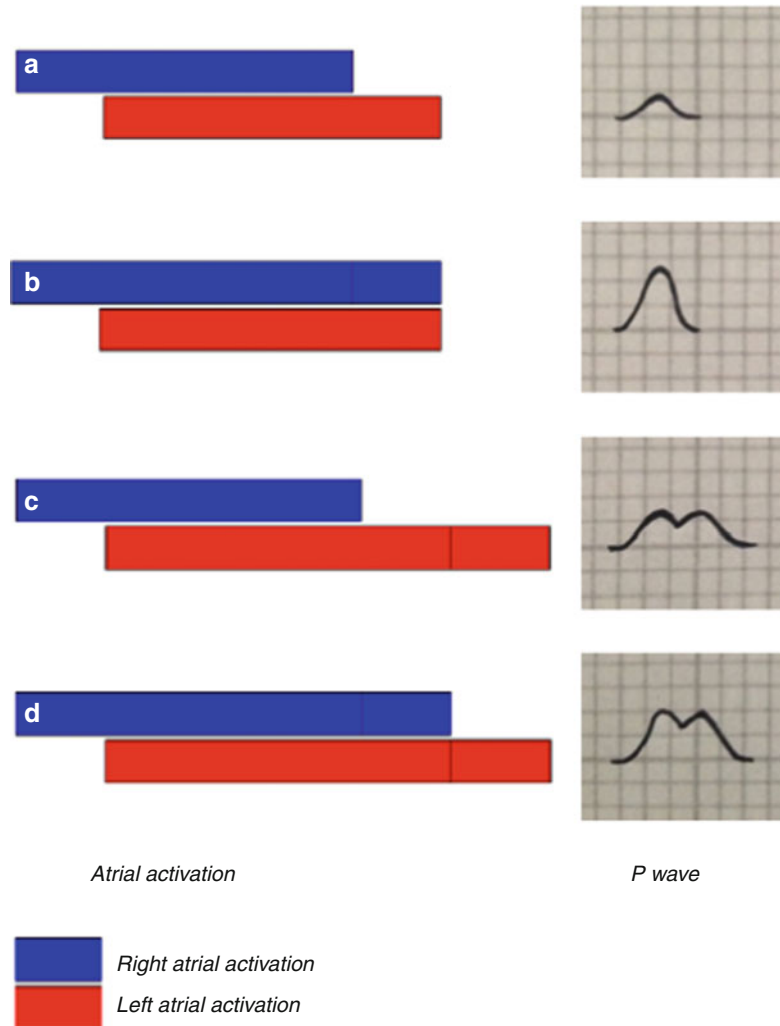 a
b
c
d
Atrial activation
P wave
Right atrial activation
Left atrial activation